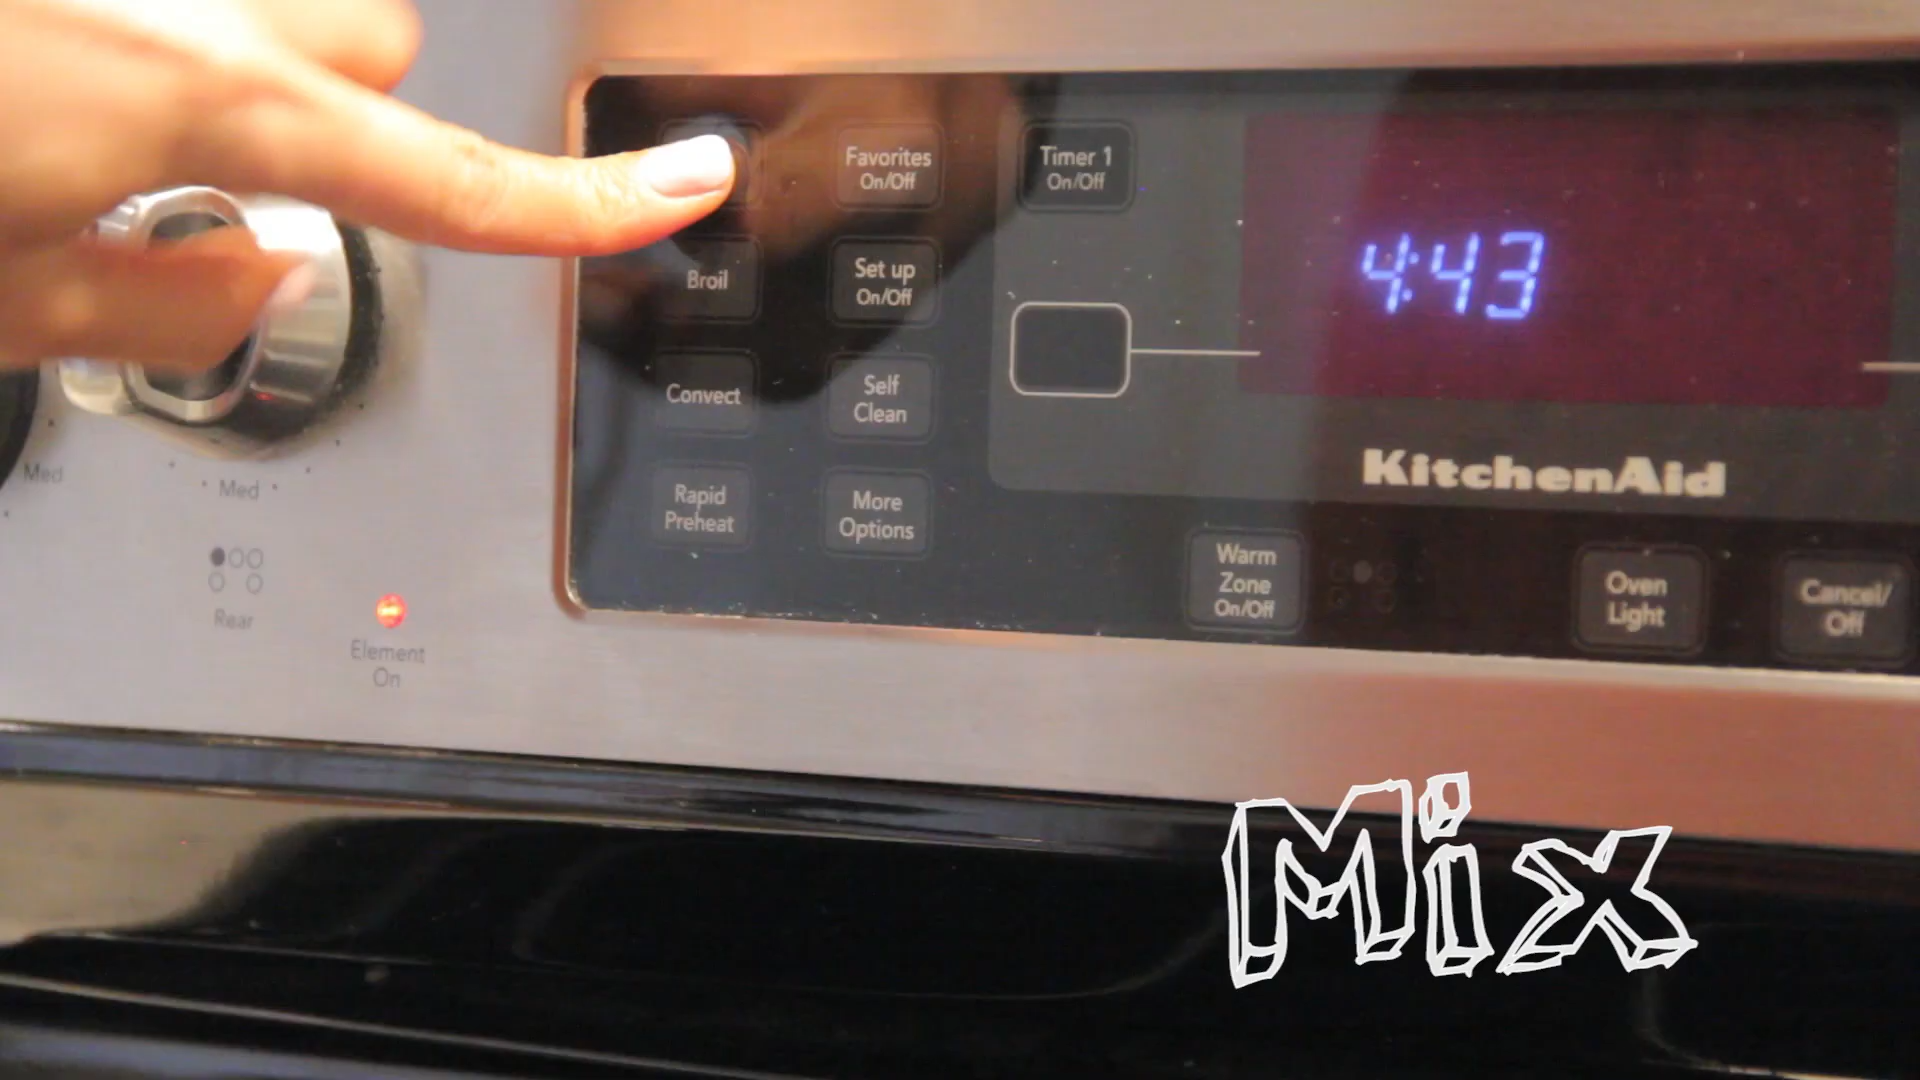 Favorites
On/Off
Timer 1
On/Off
4:43
Broil
Set up
On/Off
Convect
Self
Clean
KitchenAid
Rapid
Preheat
More
Options
Warm
Zone
On/Off
Oven
Light
Cancel/
Off
Med
Med
Rear
Element
On
Mix